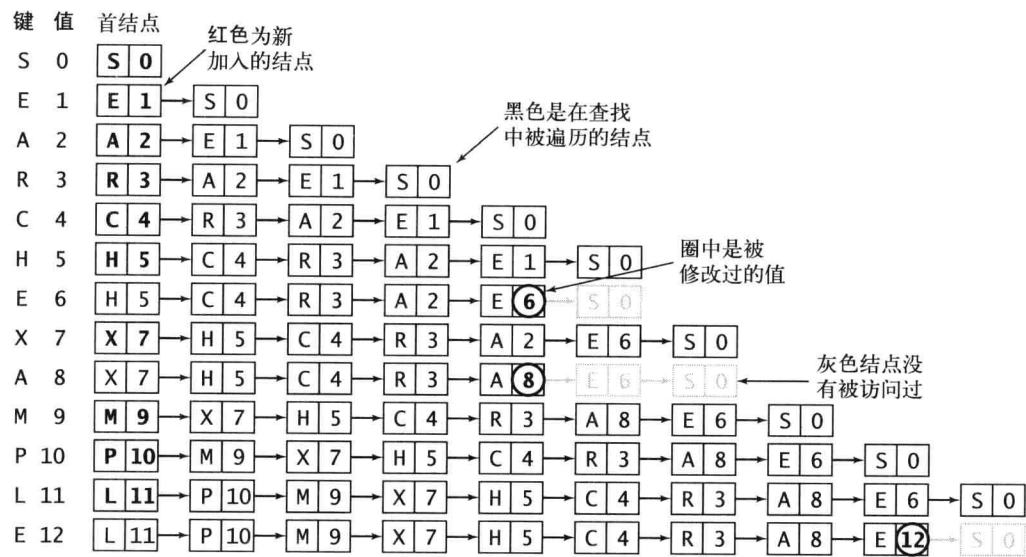 键 值 首结点
红色为新
加入的结点
S 0 S 0
E 1 E 1 S 0
黑色是在查找
中被遍历的结点
A 2 A 2 E 1 S 0
R 3 R 3 A 2 E 1 S 0
C 4 C 4 R 3 A 2 E 1 S 0
圈中是被
修改过的值
H 5 H 5 C 4 R 3 A 2 E 1 S 0
E 6 H 5 C 4 R 3 A 2 E 6 S 0
X 7 X 7 H 5 C 4 R 3 A 2 E 6 S 0
灰色结点没
有被访问过
A 8 X 7 H 5 C 4 R 3 A 8 E 6 S 0
M 9 M 9 X 7 H 5 C 4 R 3 A 8 E 6 S 0
P 10 P 10 M 9 X 7 H 5 C 4 R 3 A 8 E 6 S 0
L 11 L 11 P 10 M 9 X 7 H 5 C 4 R 3 A 8 E 6 S 0
E 12 L 11 P 10 M 9 X 7 H 5 C 4 R 3 A 8 E 12 S 0